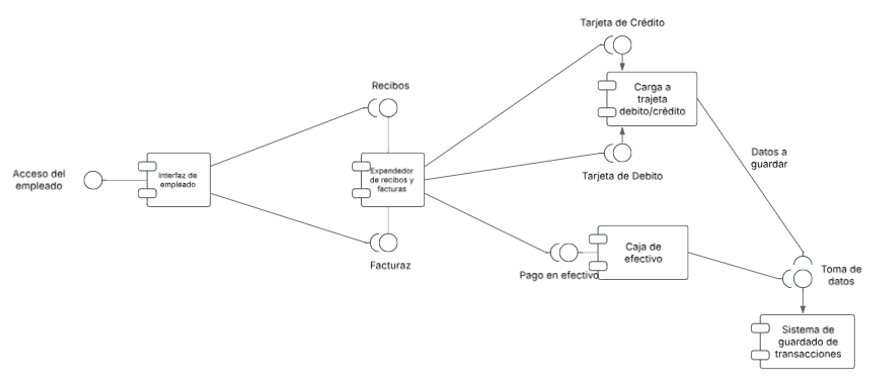 Tarjeta de Crédito
Carga a
trajeta
debito/crédito
Recibos
Datos a
guardar
Acceso del
empleado
Interfaz de
empleado
Expendedor
de recibos y
facturas
Tarjeta de Debito
Facturaz
Pago en efectivo
Caja de
efectivo
Toma de
datos
Sistema de
guardado de
transacciones